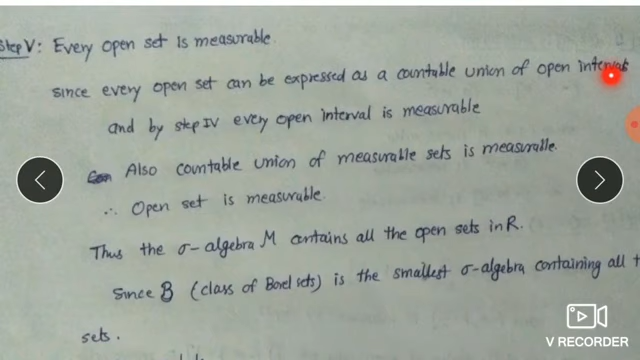 Step V: Every open set is measurable.
since every open set can be expressed as a countable union of open intervals
and by step IV every open interval is measurable
Also countable union of measurable sets is measurable.
∴ Open set is measurable.
Thus the σ-algebra M contains all the open sets in R.
Since B (class of Borel sets) is the smallest σ-algebra containing all
sets.
V RECORDER